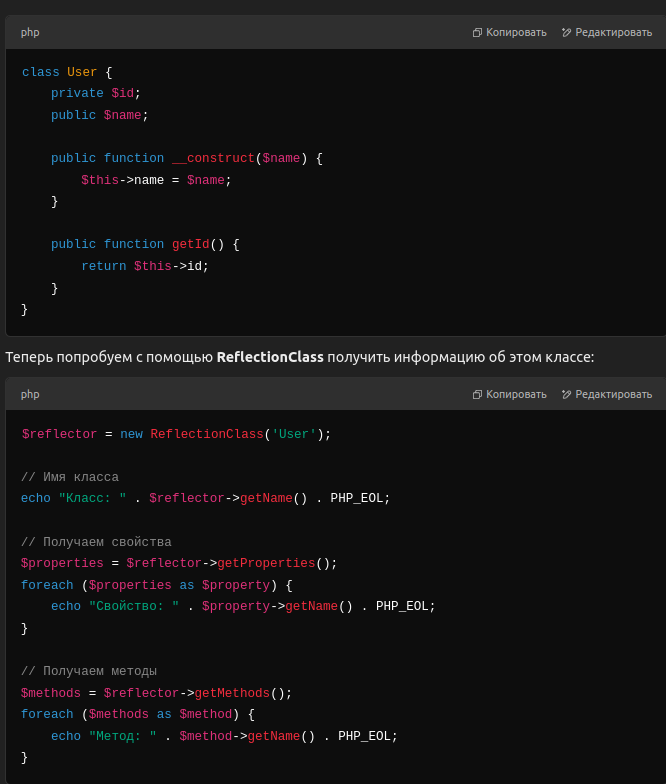 php Копировать Редактировать
class User {
    private $id;
    public $name;

    public function __construct($name) {
        $this->name = $name;
    }

    public function getId() {
        return $this->id;
    }
}
Теперь попробуем с помощью ReflectionClass получить информацию об этом классе:
php Копировать Редактировать
$reflector = new ReflectionClass('User');

// Имя класса
echo "Класс: " . $reflector->getName() . PHP_EOL;

// Получаем свойства
$properties = $reflector->getProperties();
foreach ($properties as $property) {
    echo "Свойство: " . $property->getName() . PHP_EOL;
}

// Получаем методы
$methods = $reflector->getMethods();
foreach ($methods as $method) {
    echo "Метод: " . $method->getName() . PHP_EOL;
}